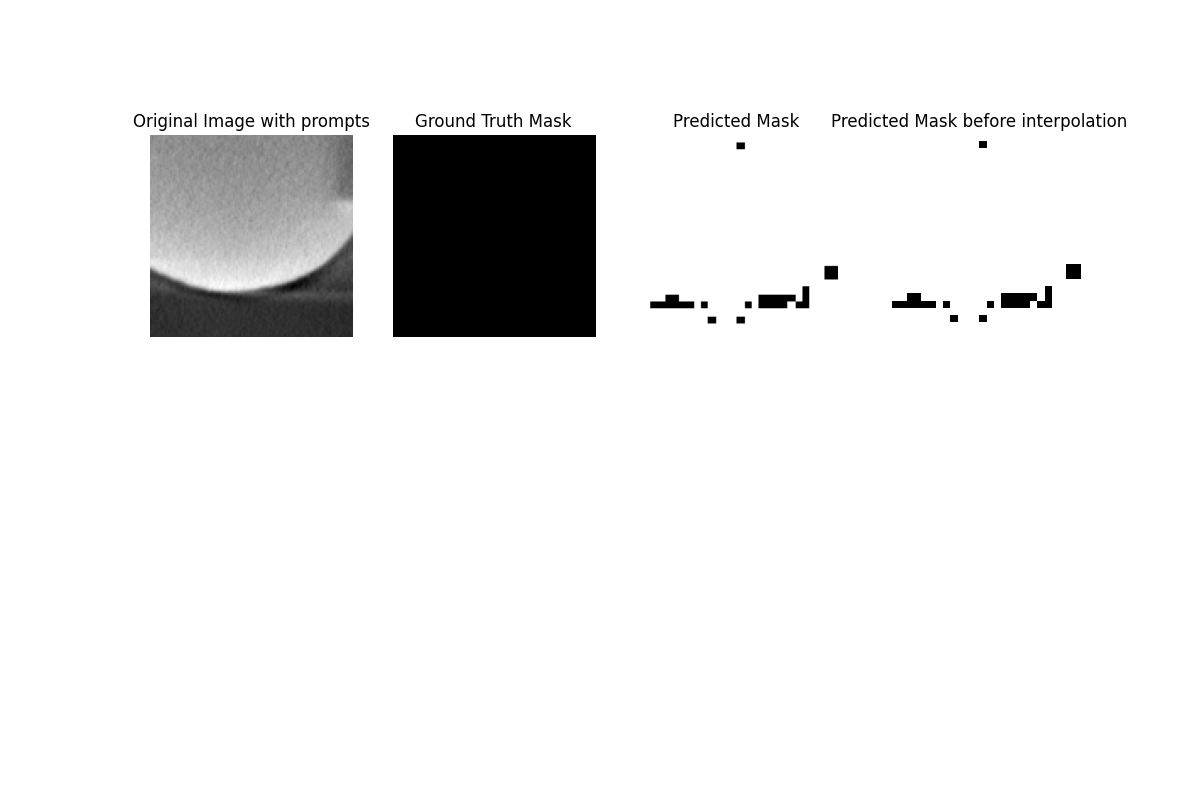 Original Image with prompts
Ground Truth Mask
Predicted Mask
Predicted Mask before interpolation